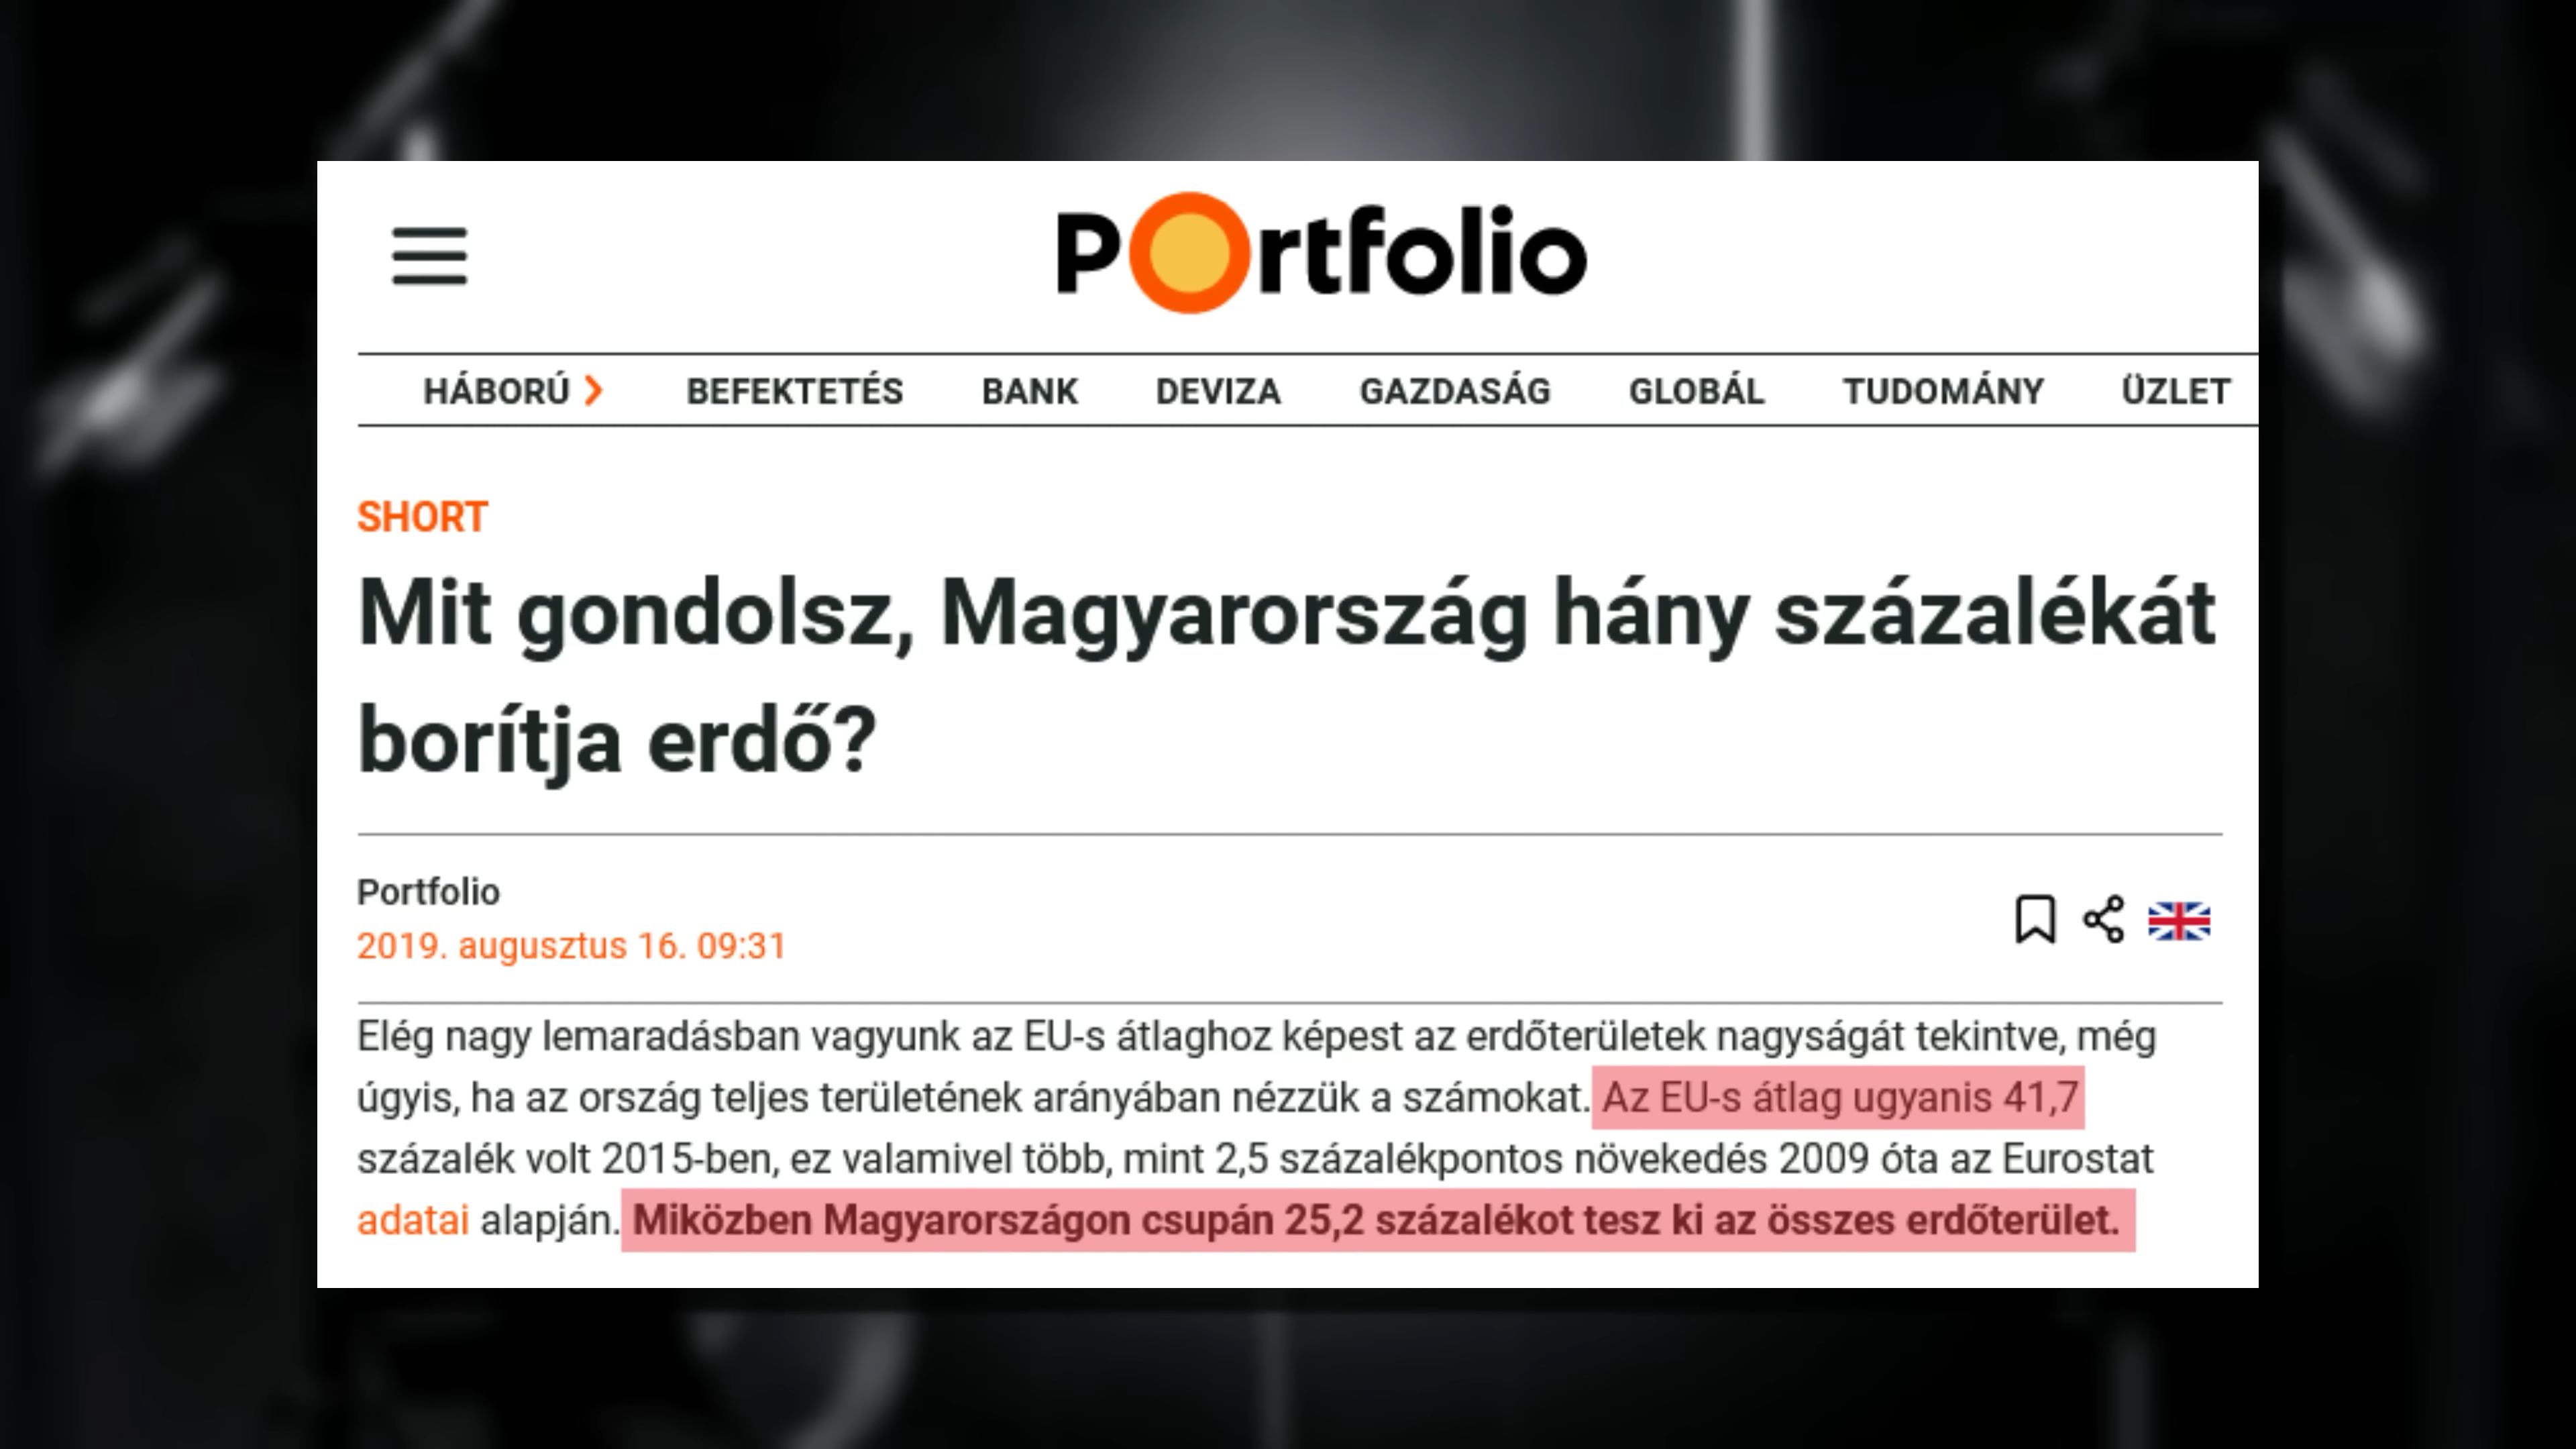 Portfolio
HÁBORÚ BEFEKTETÉS BANK DEVIZA GAZDASÁG GLOBÁL TUDOMÁNY ÜZLET
SHORT
Mit gondolsz, Magyarország hány százalékát
borítja erdő?
Portfolio
2019. augusztus 16. 09:31
Elég nagy lemaradásban vagyunk az EU-s átlaghoz képest az erdőterületek nagyságát tekintve, még
úgyis, ha az ország teljes területének arányában nézzük a számokat. Az EU-s átlag ugyanis 41,7
százalék volt 2015-ben, ez valamivel több, mint 2,5 százalékpontos növekedés 2009 óta az Eurostat
adatai alapján. Miközben Magyarországon csupán 25,2 százalékot tesz ki az összes erdőterület.